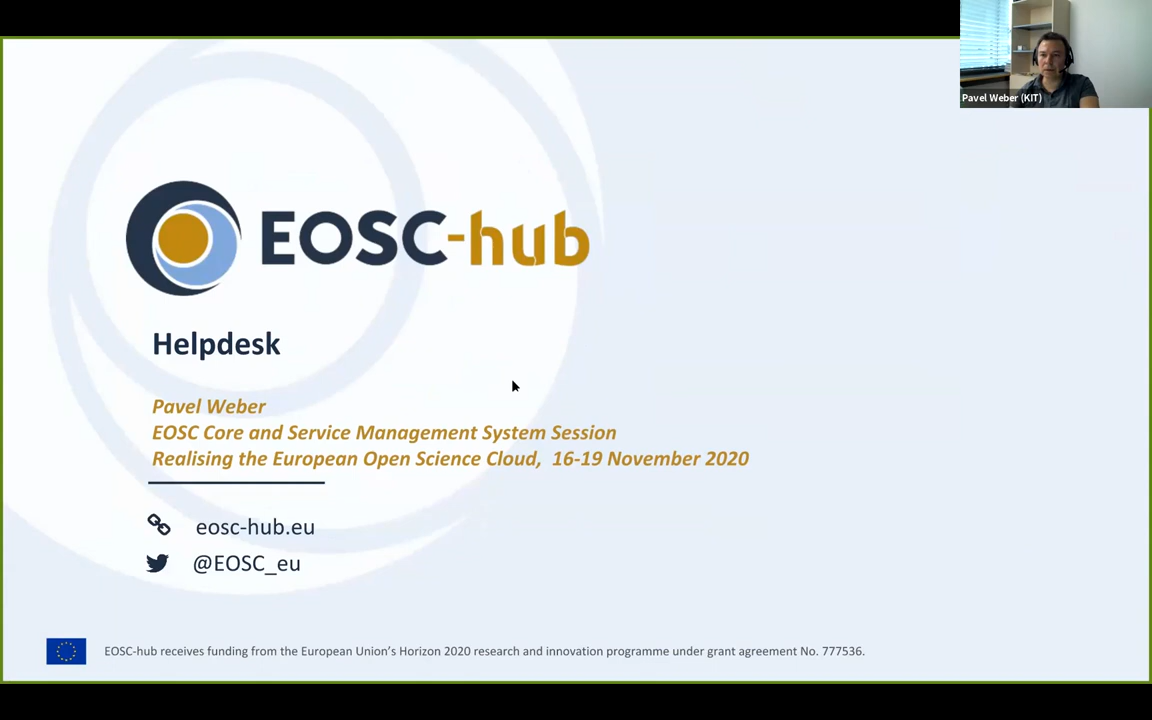 Pavel Weber (KIT)
EOSC-hub
Helpdesk
Pavel Weber
EOSC Core and Service Management System Session
Realising the European Open Science Cloud, 16-19 November 2020
eosc-hub.eu
@EOSC_eu
EOSC-hub receives funding from the European Union's Horizon 2020 research and innovation programme under grant agreement No. 777536.